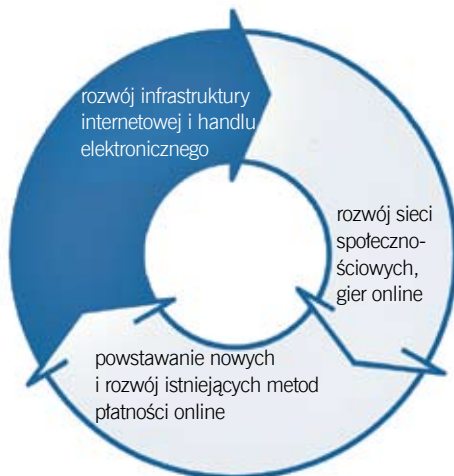 rozwój infrastruktury
internetowej i handlu
elektronicznego
rozwój sieci
społeczno-
ściowych,
gier online
powstawanie nowych
i rozwój istniejących metod
płatności online